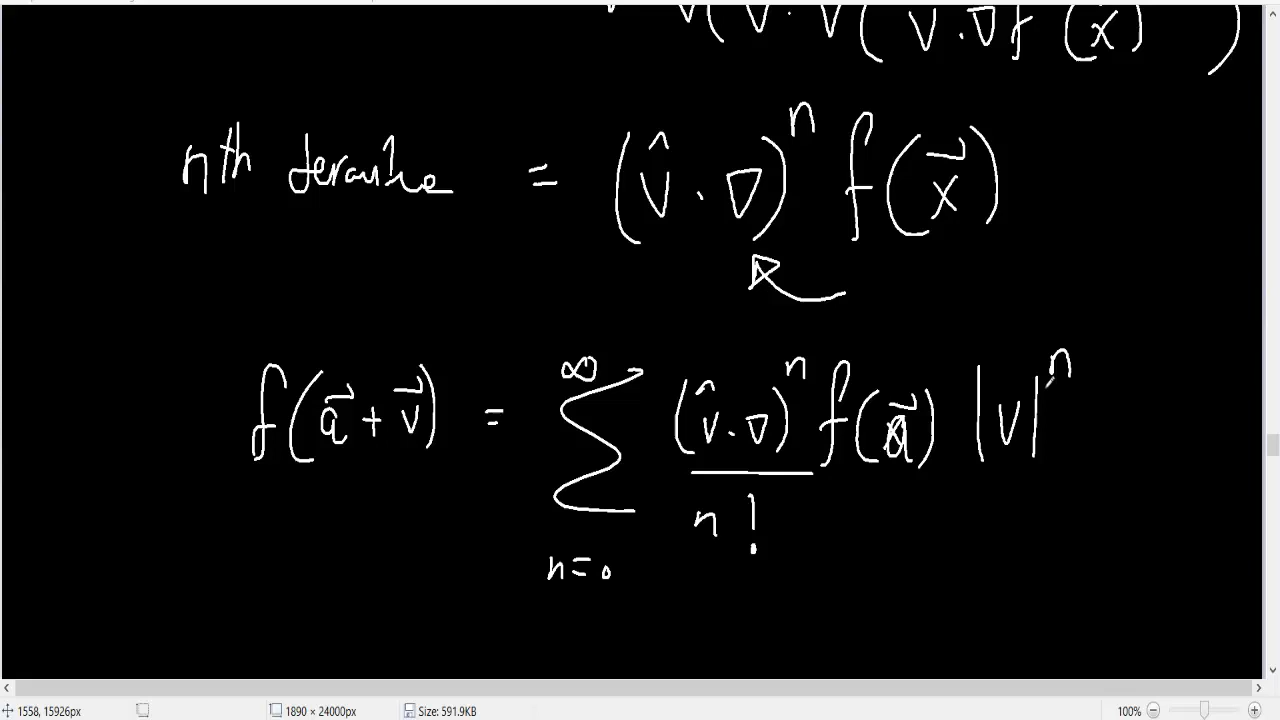 v(v·v(v·∇f(x⃗))
nth derivative = (v̂·∇)ⁿ f(x⃗)
f(a⃗+v⃗) = ∑_{n=0}^{∞} (v̂·∇)ⁿ/n! f(a⃗) |v|ⁿ
1558, 15926px 1890 × 24000px Size: 591.9KB 100%